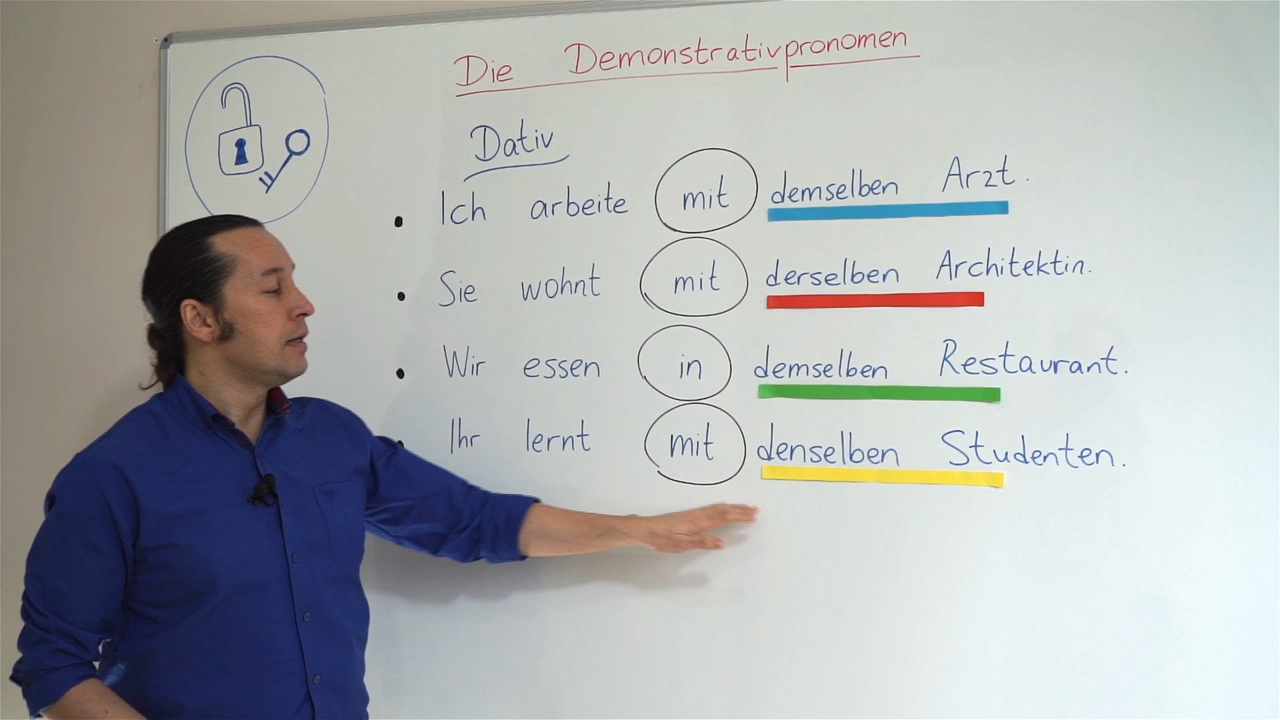 Die Demonstrativpronomen
Dativ
• Ich arbeite mit demselben Arzt.
• Sie wohnt mit derselben Architektin.
• Wir essen in demselben Restaurant.
• Ihr lernt mit denselben Studenten.